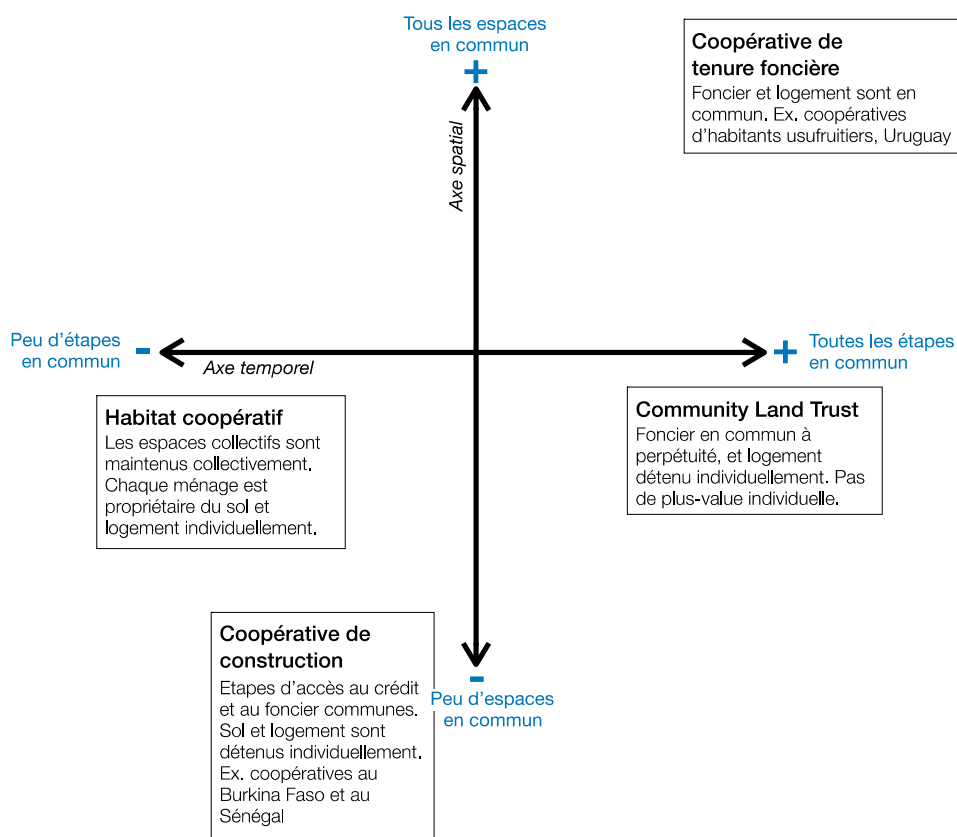 Tous les espaces
en commun
+
Coopérative de
tenure foncière
Foncier et logement sont en
commun. Ex. coopératives
d'habitants usufruitiers, Uruguay
Axe spatial
Peu d'étapes
en commun
-
Axe temporel
+
Toutes les étapes
en commun
Habitat coopératif
Les espaces collectifs sont
maintenus collectivement.
Chaque ménage est
propriétaire du sol et
logement individuellement.
Community Land Trust
Foncier en commun à
perpétuité, et logement
détenu individuellement. Pas
de plus-value individuelle.
Coopérative de
construction
Etapes d'accès au crédit
et au foncier communes.
Sol et logement sont
détenus individuellement.
Ex. coopératives au
Burkina Faso et au
Sénégal
-
Peu d'espaces
en commun